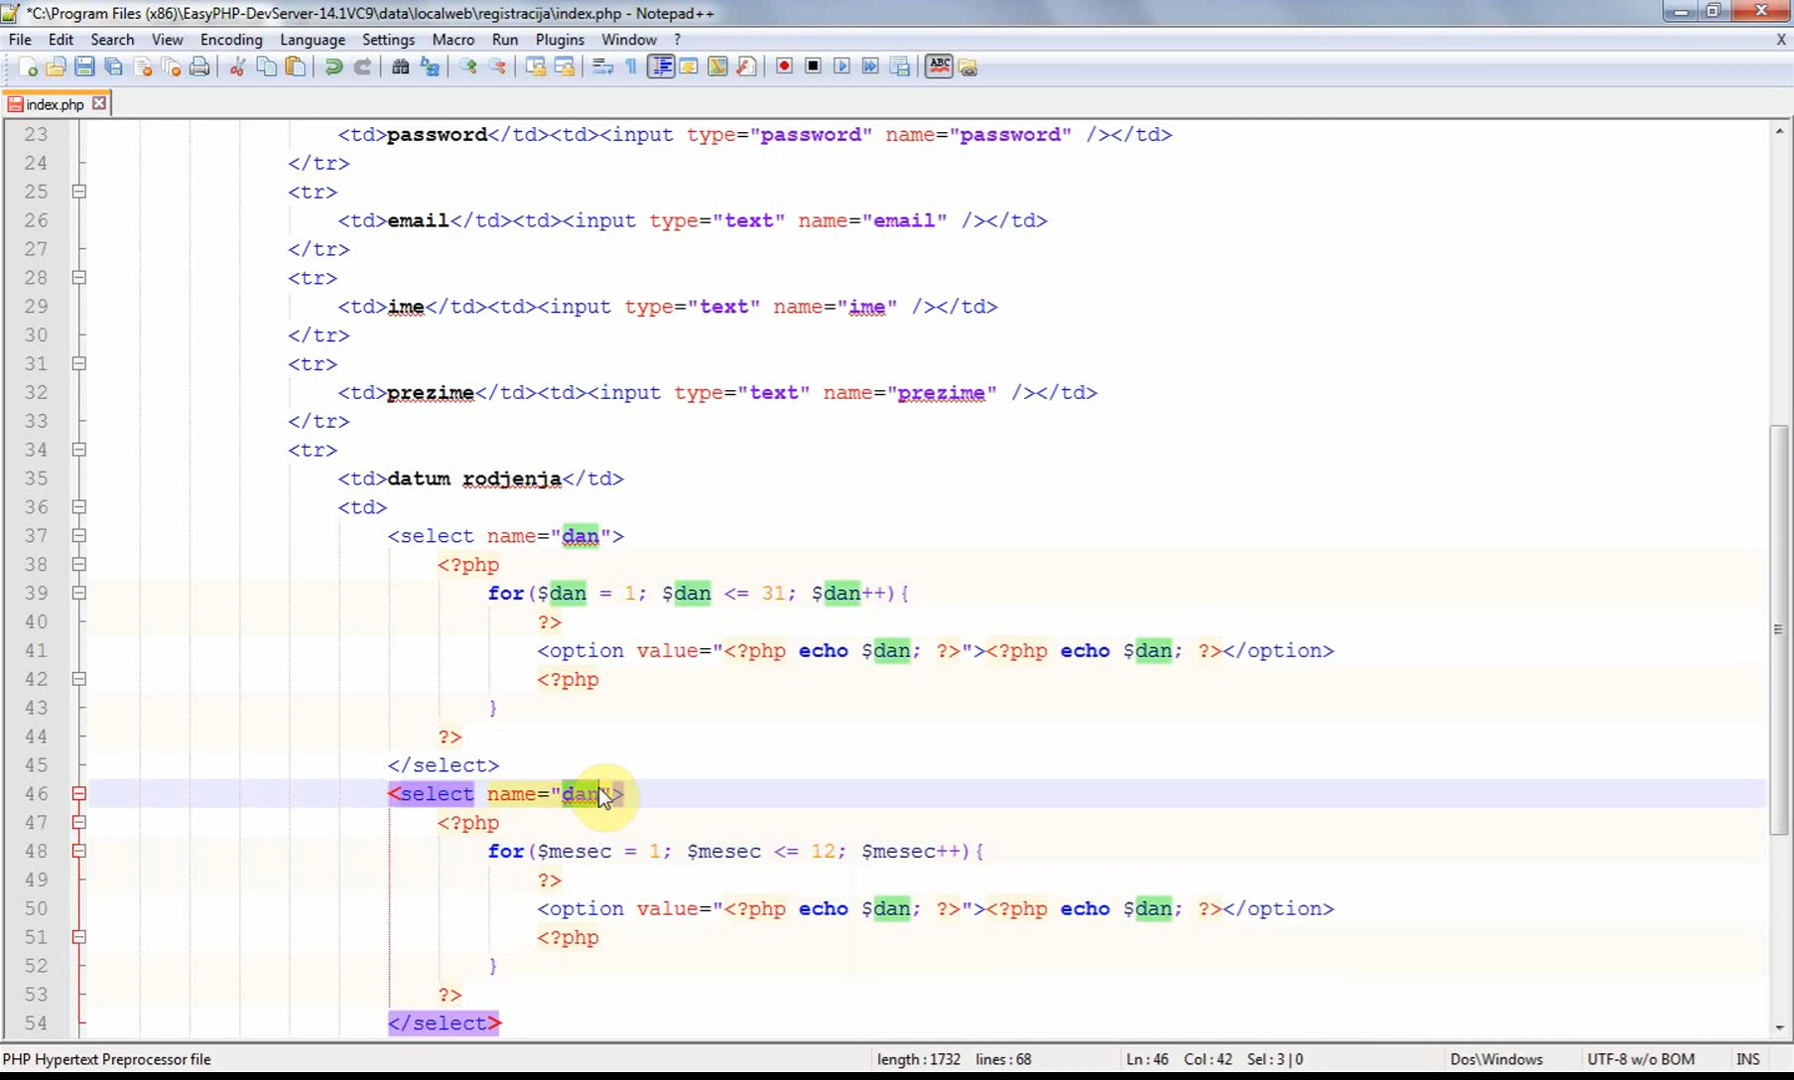 *C:\Program Files (x86)\EasyPHP-DevServer-14.1VC9\data\localweb\registracija\index.php - Notepad++
File Edit Search View Encoding Language Settings Macro Run Plugins Window ? X
ABC
index.php
23 <td>password</td><td><input type="password" name="password" /></td>
24 </tr>
25 <tr>
26 <td>email</td><td><input type="text" name="email" /></td>
27 </tr>
28 <tr>
29 <td>ime</td><td><input type="text" name="ime" /></td>
30 </tr>
31 <tr>
32 <td>prezime</td><td><input type="text" name="prezime" /></td>
33 </tr>
34 <tr>
35 <td>datum rodjenja</td>
36 <td>
37 <select name="dan">
38 <?php
39 for($dan = 1; $dan <= 31; $dan++){
40 ?>
41 <option value="<?php echo $dan; ?>"><?php echo $dan; ?></option>
42 <?php
43 }
44 ?>
45 </select>
46 <select name="dan">
47 <?php
48 for($mesec = 1; $mesec <= 12; $mesec++){
49 ?>
50 <option value="<?php echo $dan; ?>"><?php echo $dan; ?></option>
51 <?php
52 }
53 ?>
54 </select>
PHP Hypertext Preprocessor file length : 1732 lines : 68 Ln : 46 Col : 42 Sel : 3 | 0 Dos\Windows UTF-8 w/o BOM INS